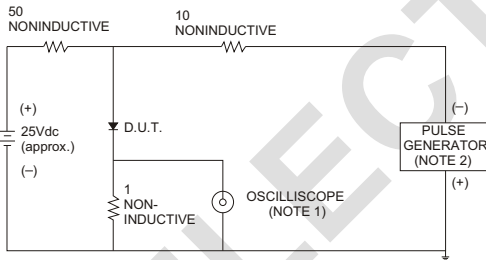 50
NONINDUCTIVE
10
NONINDUCTIVE
(+)
25Vdc
(approx.)
(–)
D.U.T.
1
NON-
INDUCTIVE
OSCILLISCOPE
(NOTE 1)
(–)
PULSE
GENERATOR
(NOTE 2)
(+)